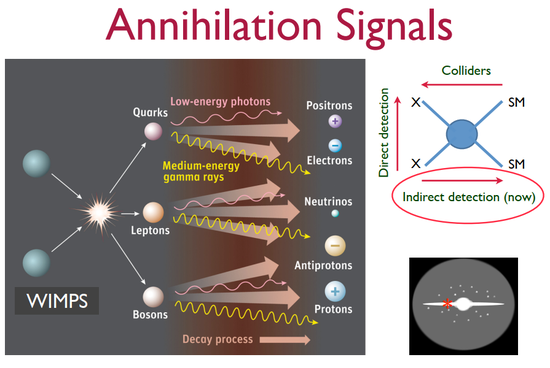 Annihilation Signals
Low-energy photons
Quarks
Positrons
+
−
Electrons
Medium-energy
gamma rays
Neutrinos
Leptons
−
Antiprotons
+
Protons
WIMPS
Bosons
Decay process
Colliders
Direct detection
X
SM
X
SM
Indirect detection (now)